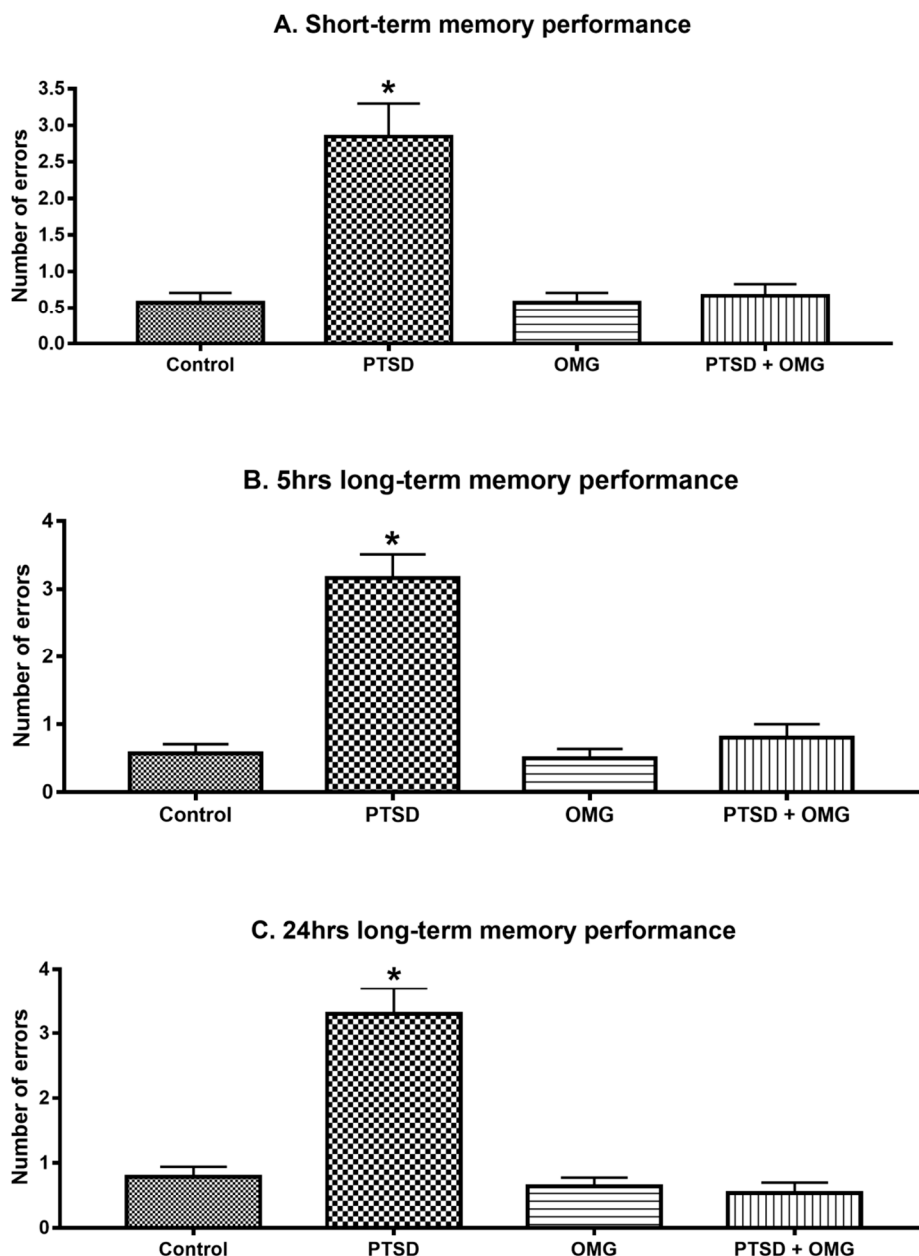 A. Short-term memory performance
Number of errors
3.5
3.0
2.5
2.0
1.5
1.0
0.5
0.0
*
Control PTSD OMG PTSD + OMG
B. 5hrs long-term memory performance
Number of errors
4
3
2
1
0
*
Control PTSD OMG PTSD + OMG
C. 24hrs long-term memory performance
Number of errors
4
3
2
1
0
*
Control PTSD OMG PTSD + OMG